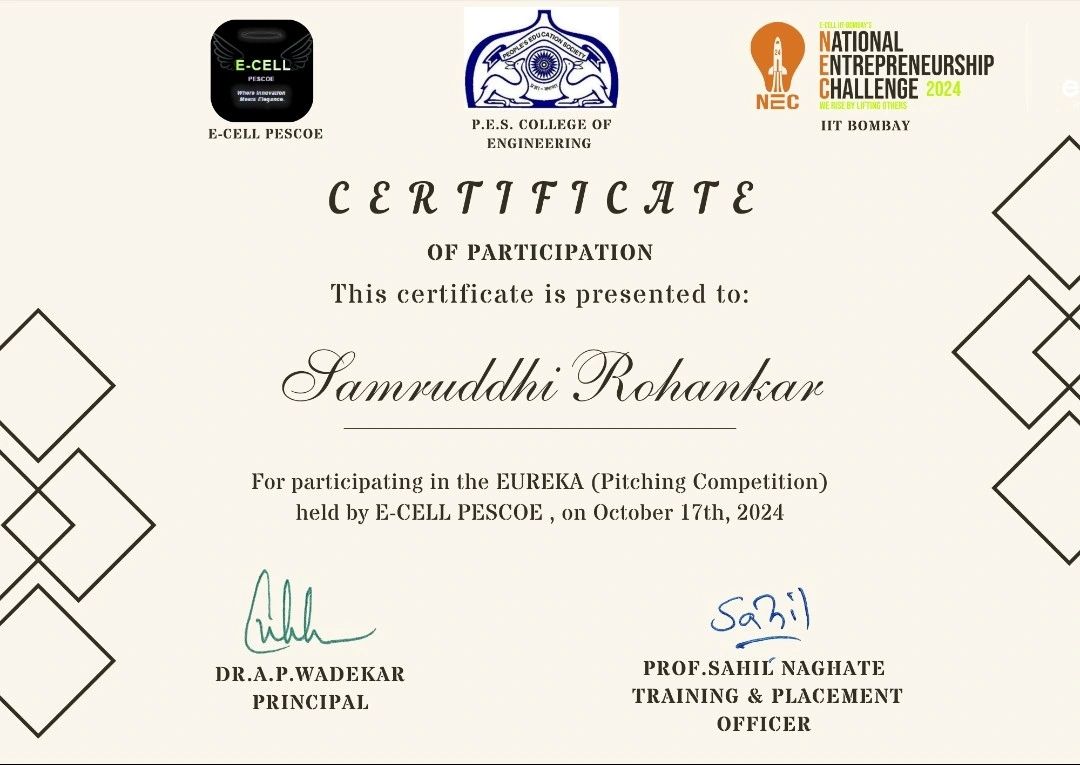 E-CELL
PESCOE
Where Innovation
Meets Elegance.
E-CELL PESCOE
PEOPLE'S EDUCATION SOCIETY
P.E.S. COLLEGE OF
ENGINEERING
24
NEC
E-CELL IIT BOMBAY'S
NATIONAL
ENTREPRENEURSHIP
CHALLENGE 2024
WE RISE BY LIFTING OTHERS
IIT BOMBAY
CERTIFICATE
OF PARTICIPATION
This certificate is presented to:
Samruddhi Rohankar
For participating in the EUREKA (Pitching Competition)
held by E-CELL PESCOE , on October 17th, 2024
Sahil
DR.A.P.WADEKAR
PRINCIPAL
PROF.SAHIL NAGHATE
TRAINING & PLACEMENT
OFFICER